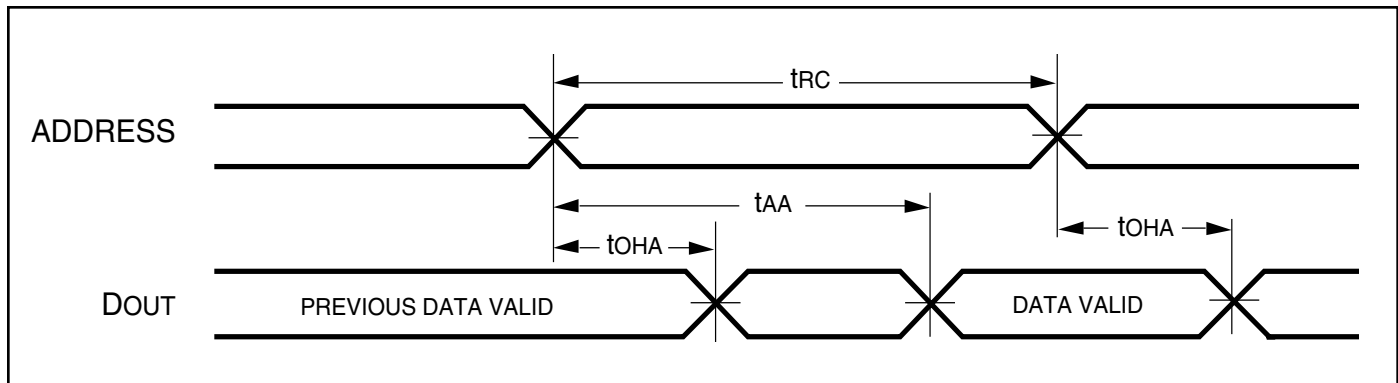 tRC
ADDRESS
tAA
tOHA
tOHA
DOUT
PREVIOUS DATA VALID
DATA VALID